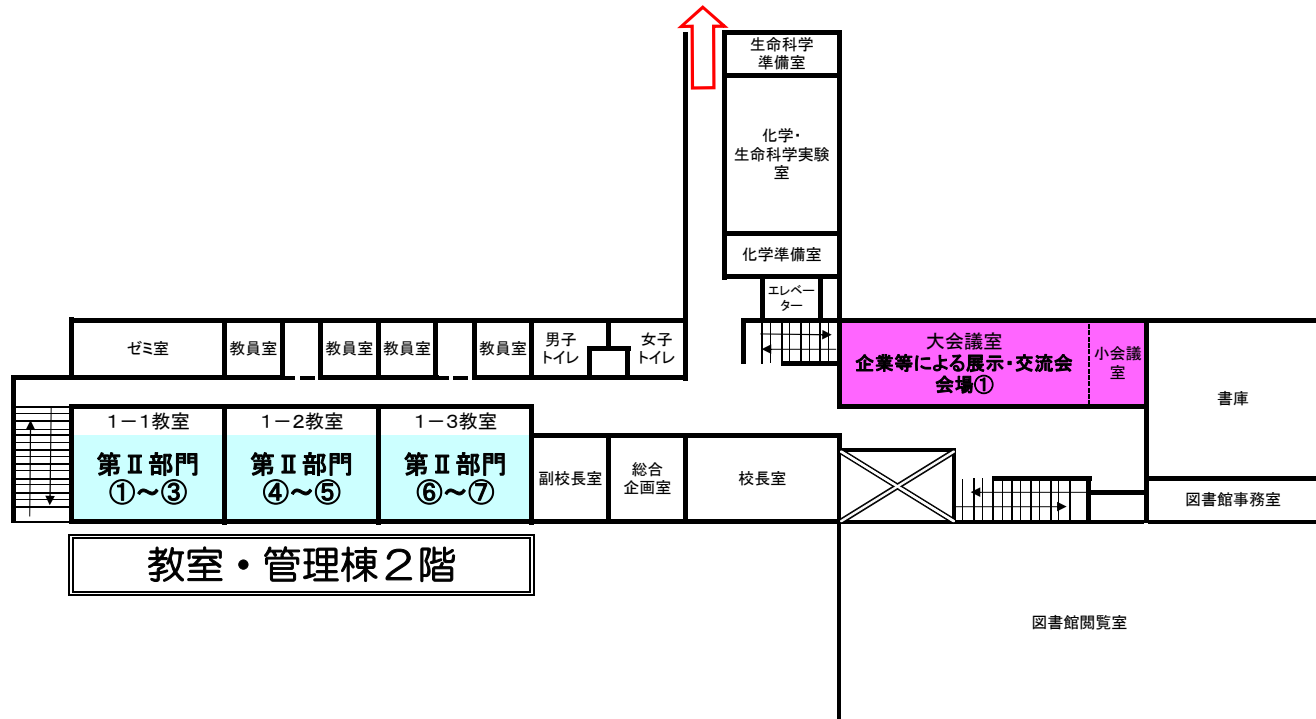 生命科学
準備室
化学・
生命科学実験
室
化学準備室
エレベー
ター
ゼミ室
教員室
教員室
教員室
教員室
男子
トイレ
女子
トイレ
大会議室
企業等による展示・交流会
会場①
小会議
室
書庫
1－1教室
第Ⅱ部門
①～③
1－2教室
第Ⅱ部門
④～⑤
1－3教室
第Ⅱ部門
⑥～⑦
副校長室
総合
企画室
校長室
図書館事務室
教室・管理棟２階
図書館閲覧室